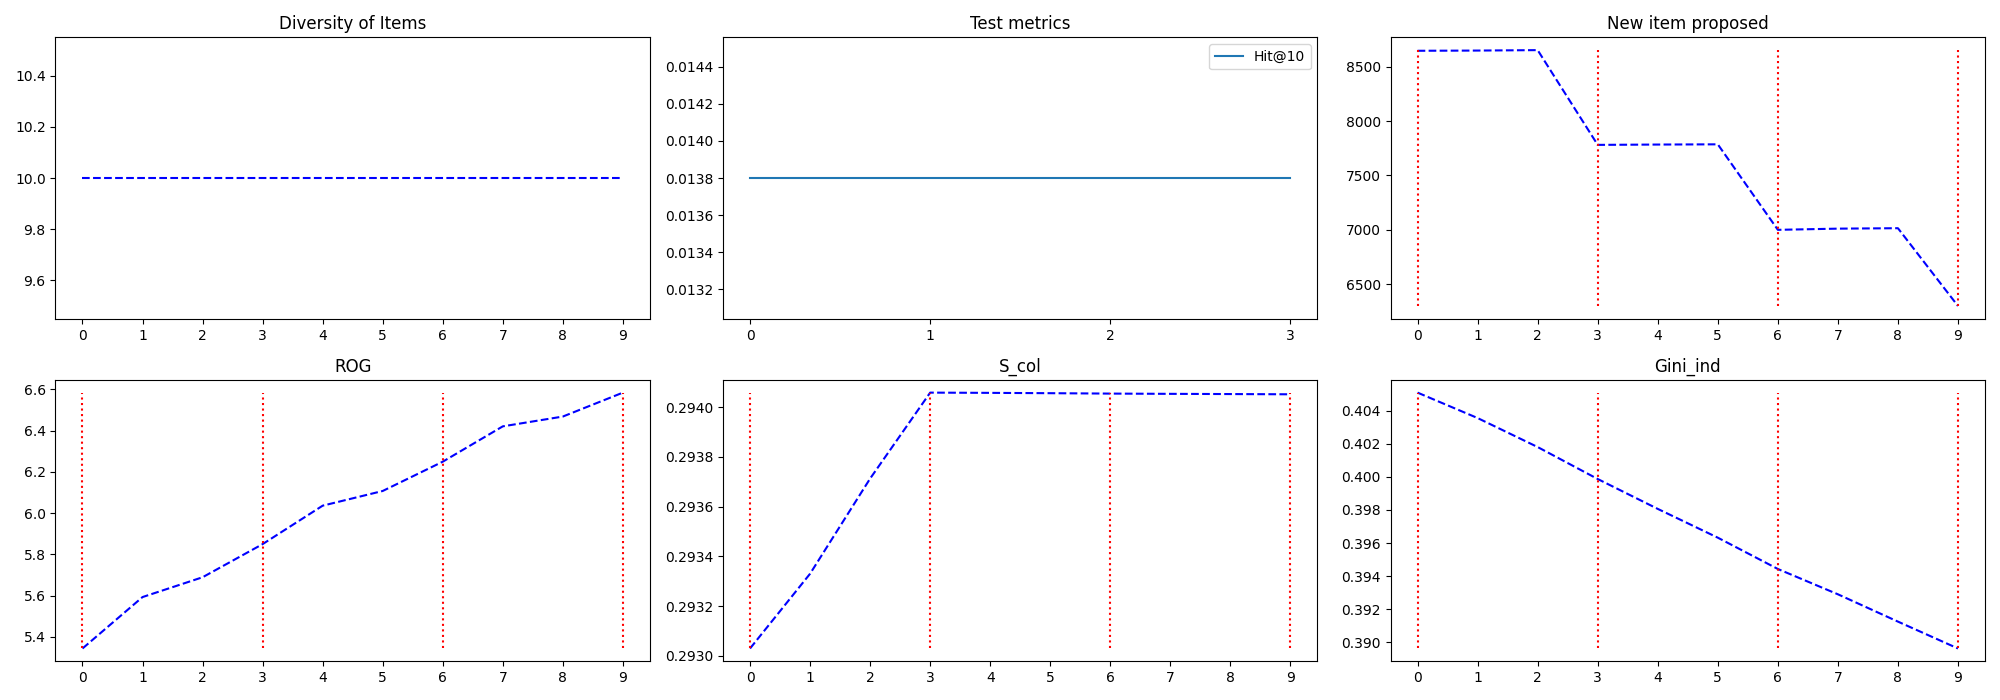 Diversity of Items
10.4
10.2
10.0
9.8
9.6
0 1 2 3 4 5 6 7 8 9
Test metrics
Hit@10
0.0144
0.0142
0.0140
0.0138
0.0136
0.0134
0.0132
0 1 2 3
New item proposed
8500
8000
7500
7000
6500
0 1 2 3 4 5 6 7 8 9
ROG
6.6
6.4
6.2
6.0
5.8
5.6
5.4
0 1 2 3 4 5 6 7 8 9
S_col
0.2940
0.2938
0.2936
0.2934
0.2932
0.2930
0 1 2 3 4 5 6 7 8 9
Gini_ind
0.404
0.402
0.400
0.398
0.396
0.394
0.392
0.390
0 1 2 3 4 5 6 7 8 9